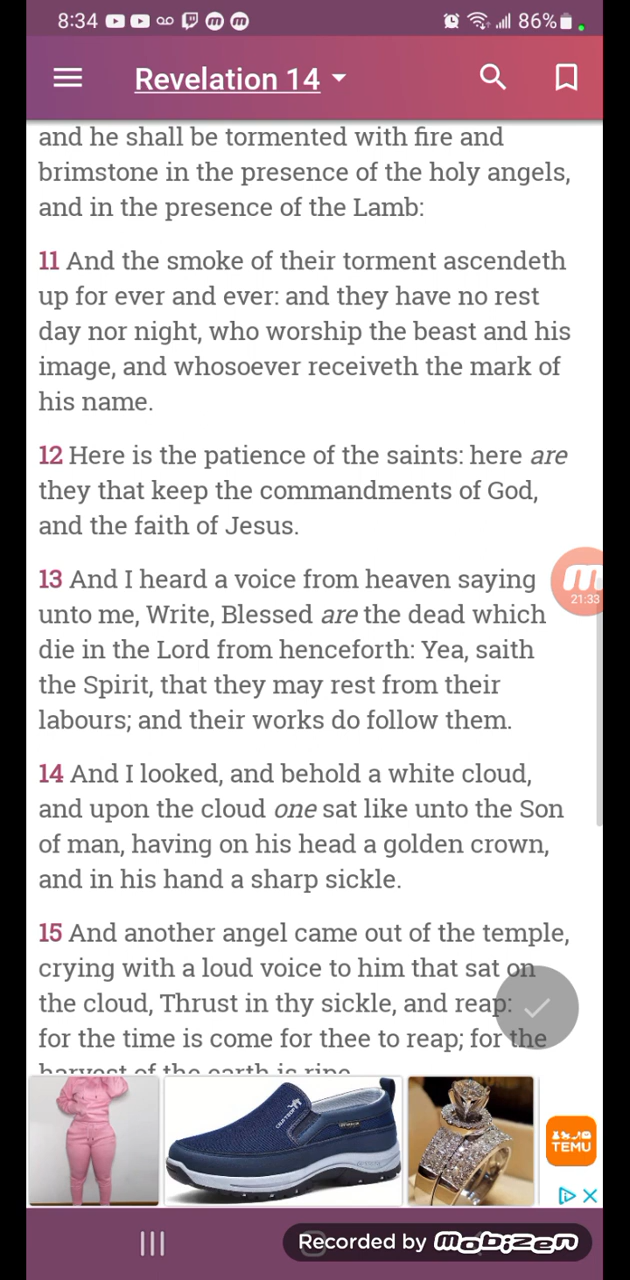 8:34
86%
Revelation 14
and he shall be tormented with fire and
brimstone in the presence of the holy angels,
and in the presence of the Lamb:
11 And the smoke of their torment ascendeth
up for ever and ever: and they have no rest
day nor night, who worship the beast and his
image, and whosoever receiveth the mark of
his name.
12 Here is the patience of the saints: here are
they that keep the commandments of God,
and the faith of Jesus.
13 And I heard a voice from heaven saying
unto me, Write, Blessed are the dead which
die in the Lord from henceforth: Yea, saith
the Spirit, that they may rest from their
labours; and their works do follow them.
21:33
14 And I looked, and behold a white cloud,
and upon the cloud one sat like unto the Son
of man, having on his head a golden crown,
and in his hand a sharp sickle.
15 And another angel came out of the temple,
crying with a loud voice to him that sat on
the cloud, Thrust in thy sickle, and reap:
for the time is come for thee to reap; for the
harvest of the earth is ripe
TEMU
Recorded by mobizen